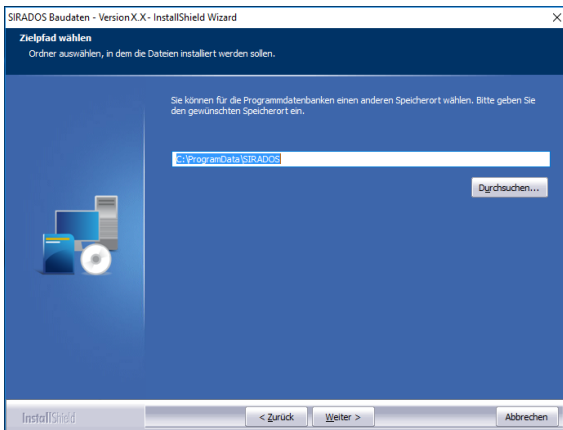 SIRADOS Baudaten - Version X.X - InstallShield Wizard
Zielpfad wählen
Ordner auswählen, in dem die Dateien installiert werden sollen.
Sie können für die Programmdatenbanken einen anderen Speicherort wählen. Bitte geben Sie
den gewünschten Speicherort ein.
C:\ProgramData\SIRADOS
Durchsuchen...
InstallShield
< Zurück
Weiter >
Abbrechen